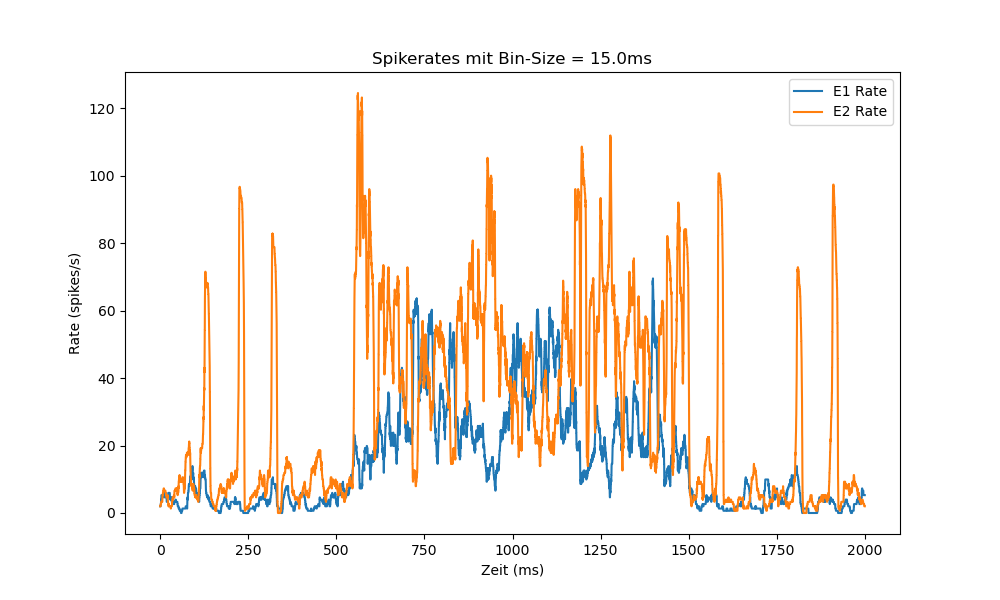 Spikerates mit Bin-Size = 15.0ms
E1 Rate
E2 Rate
120
100
80
60
40
20
0
Rate (spikes/s)
0 250 500 750 1000 1250 1500 1750 2000
Zeit (ms)